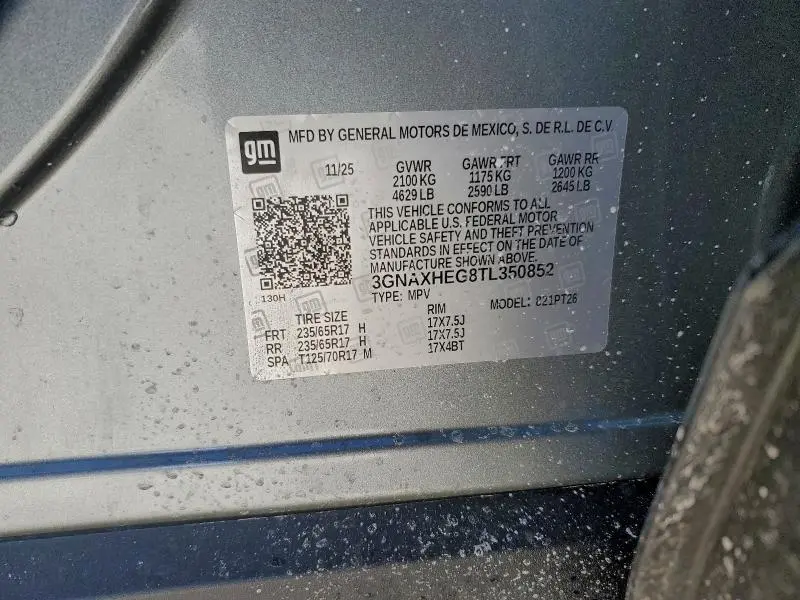 gm MFD BY GENERAL MOTORS DE MEXICO, S. DE R.L. DE C.V
11/25 GVWR GAWR FRT GAWR RR
2100 KG 1175 KG 1200 KG
4629 LB 2590 LB 2645 LB
THIS VEHICLE CONFORMS TO ALL
APPLICABLE U.S. FEDERAL MOTOR
VEHICLE SAFETY AND THEFT PREVENTION
STANDARDS IN EFFECT ON THE DATE OF
MANUFACTURE SHOWN ABOVE.
3GNAXHEG8TL350852
130H TYPE: MPV MODEL: 821PT26
TIRE SIZE RIM
FRT 235/65R17 H 17X7.5J
RR 235/65R17 H 17X7.5J
SPA T125/70R17 M 17X4BT